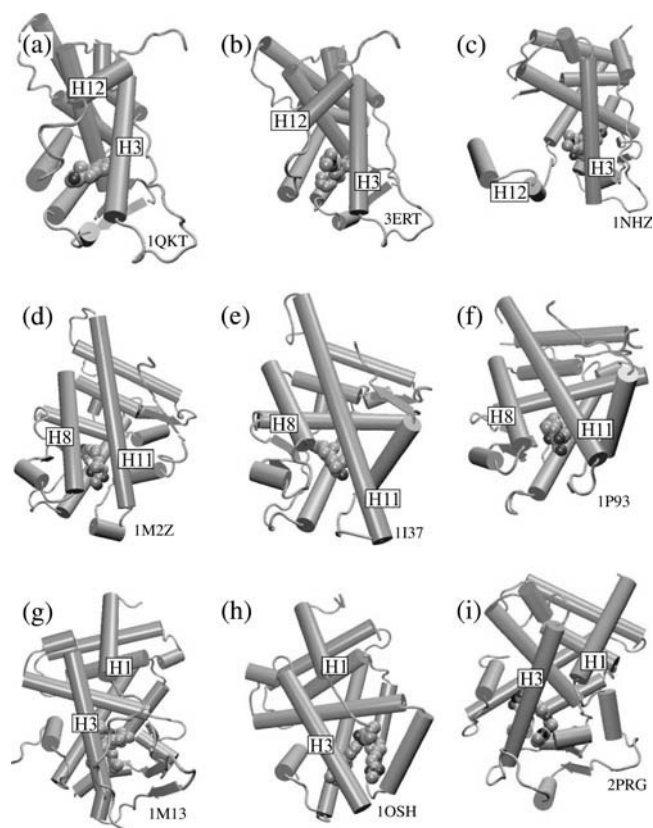 (a)
H12
H3
1QKT
(b)
H12
H3
3ERT
(c)
H3
H12
1NHZ
(d)
H8
H11
1M2Z
(e)
H8
H11
1I37
(f)
H8
H11
1P93
(g)
H1
H3
1M13
(h)
H1
H3
1OSH
(i)
H3
H1
2PRG